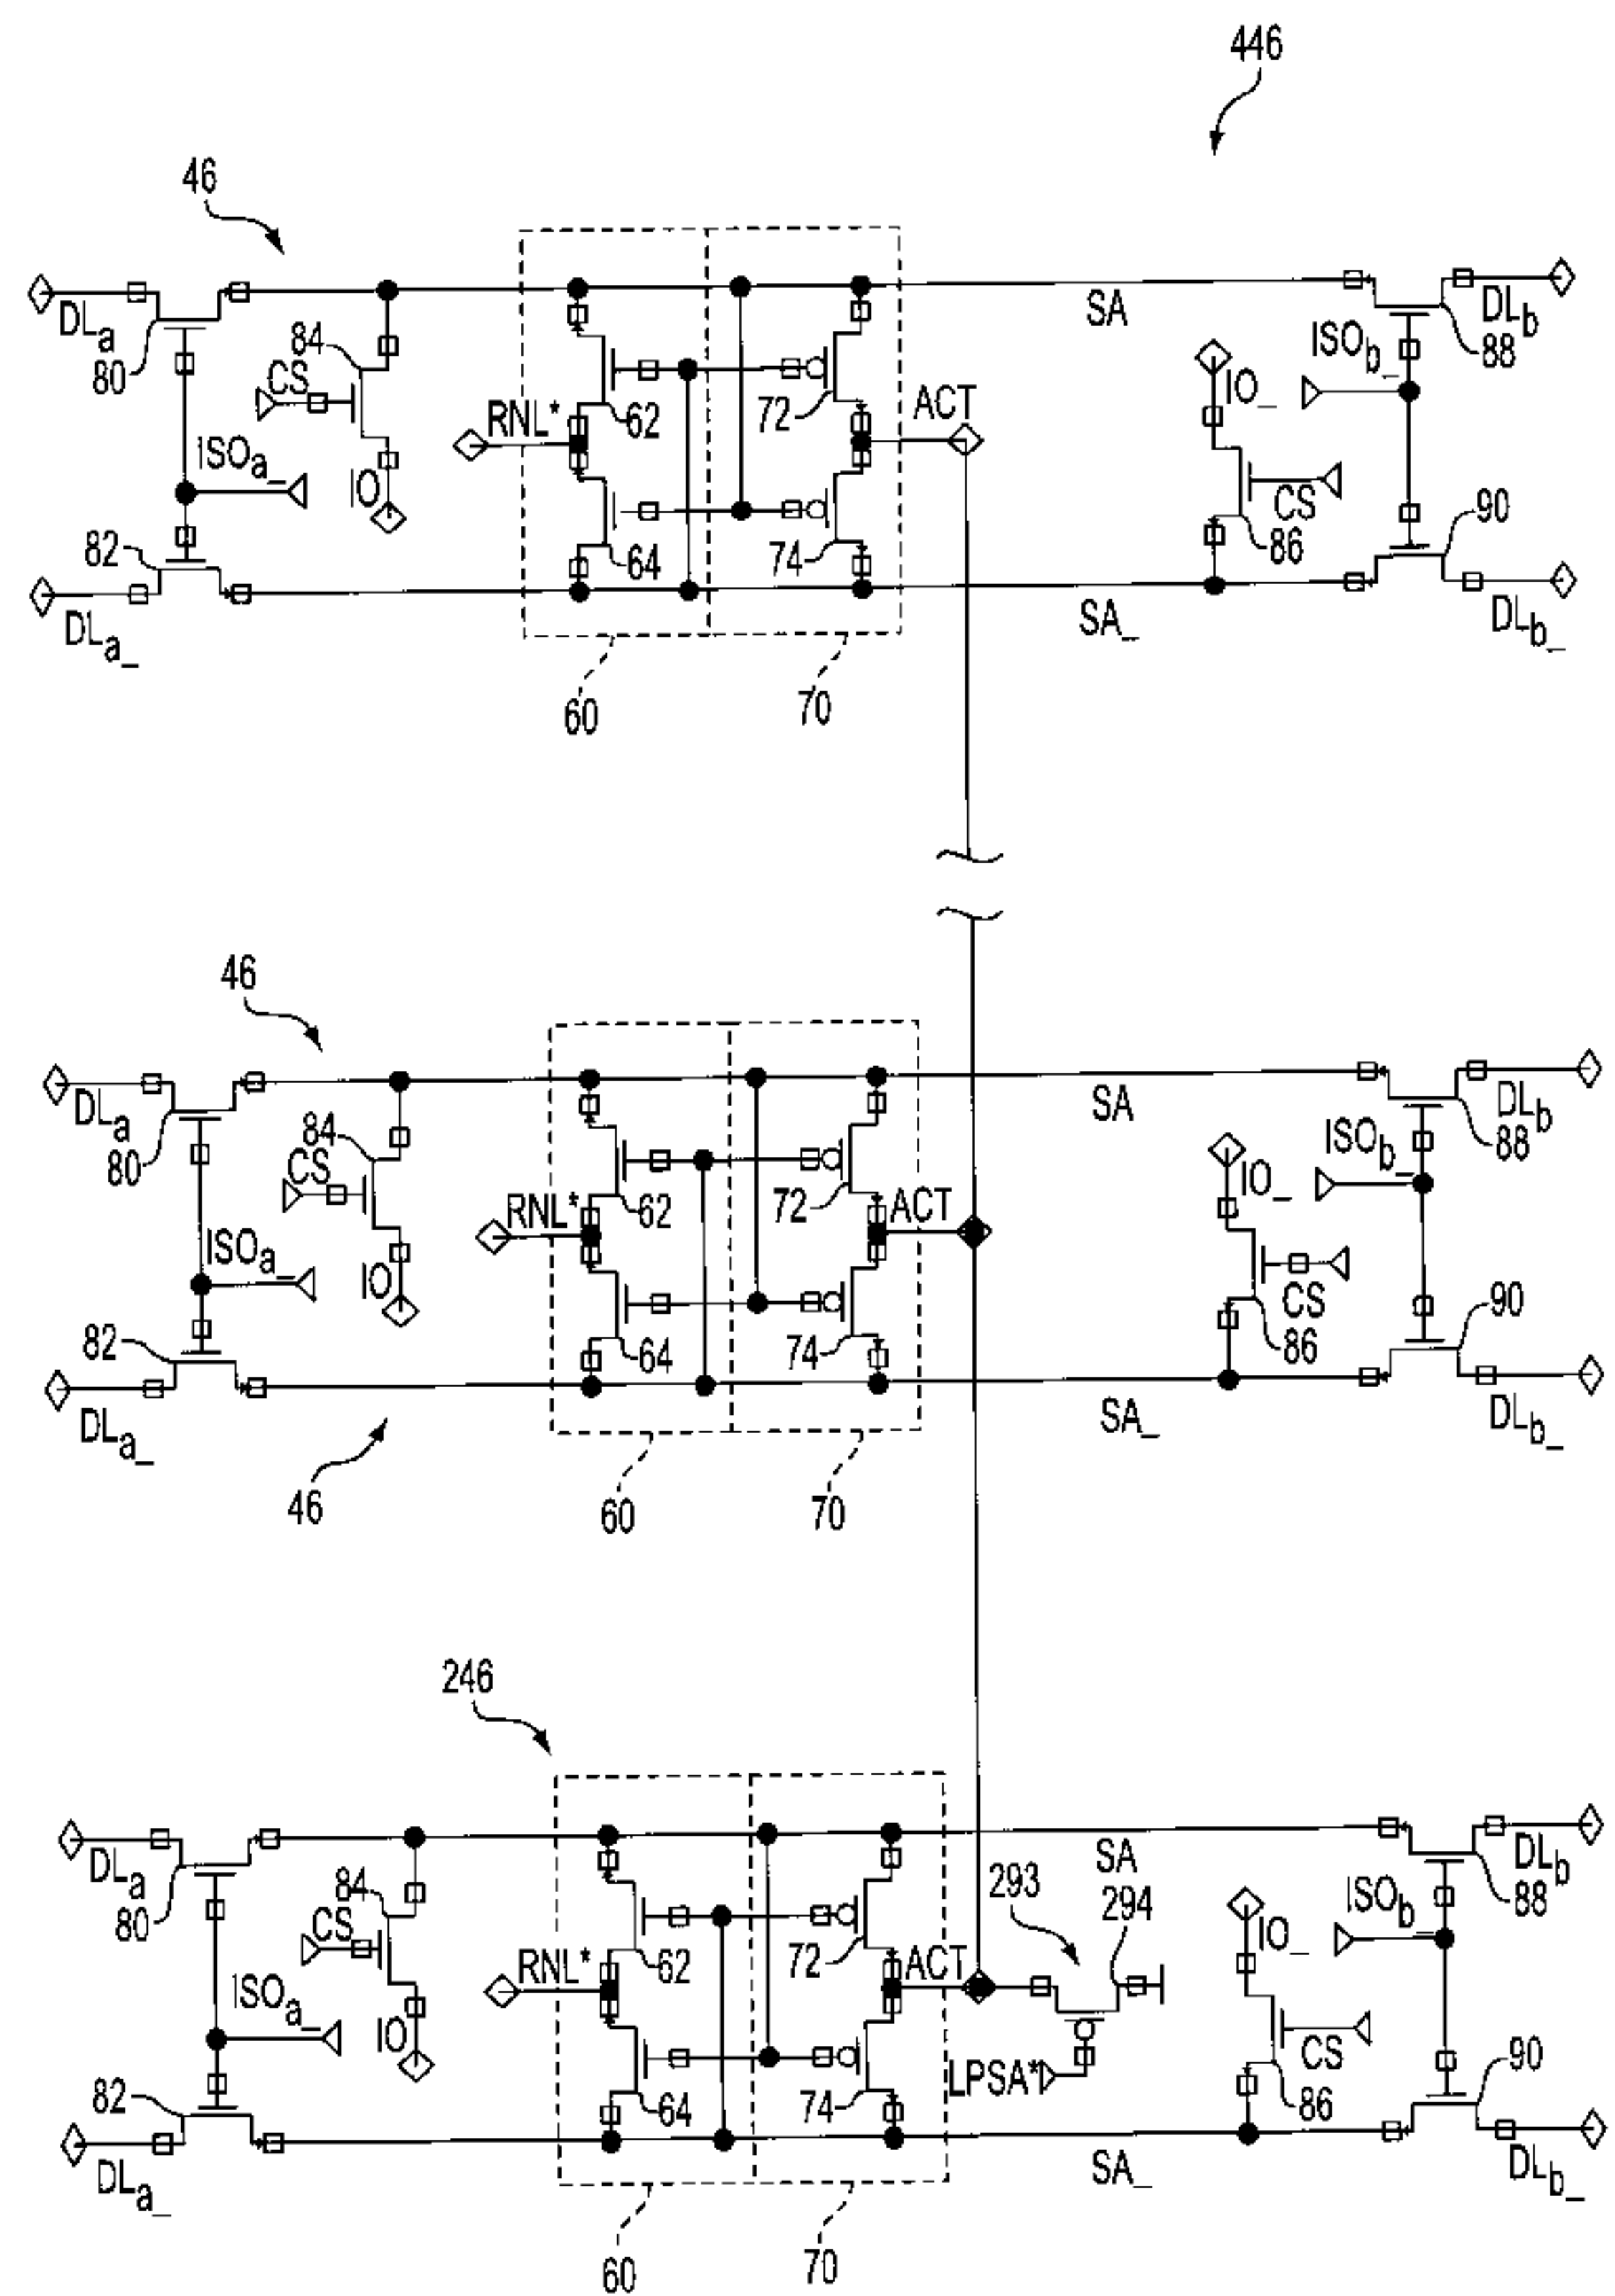 446
46
DLa
80
84
CS
ISOa_
IO
82
DLa_
RNL*
62
64
72
74
ACT
60
70
SA
SA_
ISOb_
IO_
CS
86
88
DLb
90
DLb_
46
DLa
80
84
CS
ISOa_
IO
82
DLa_
46
RNL*
62
64
72
74
ACT
60
70
SA
SA_
ISOb_
IO_
CS
86
88
DLb
90
DLb_
246
DLa
80
84
CS
ISOa_
IO
82
DLa_
RNL*
62
64
72
74
ACT
60
70
293
294
LPSA*
SA
SA_
ISOb_
IO_
CS
86
88
DLb
90
DLb_